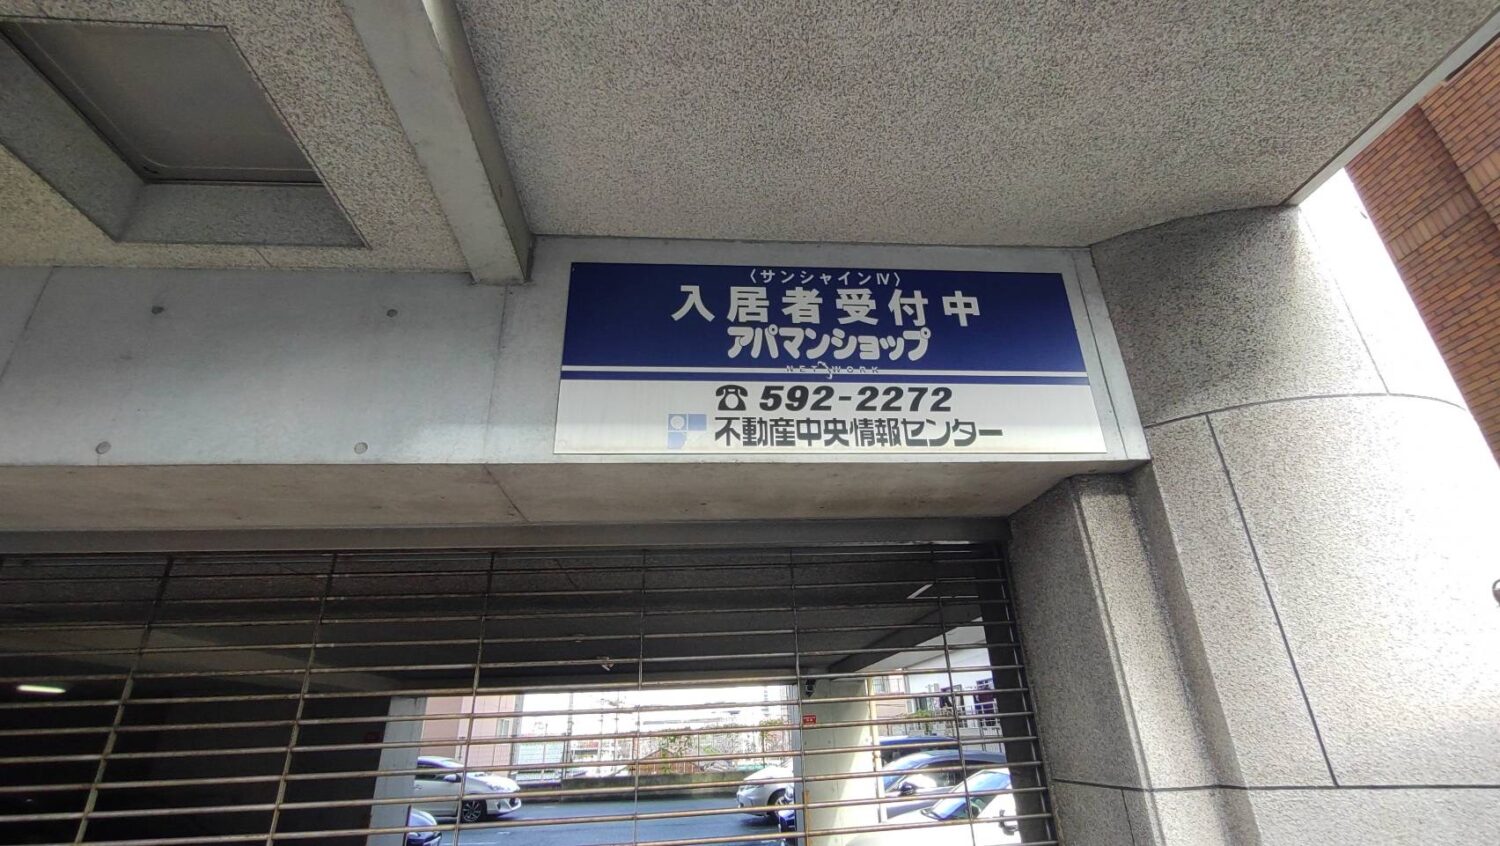 〈サンシャインⅣ〉
入居者受付中
アパマンショップ
NETWORK
☎592-2272
不動産中央情報センター